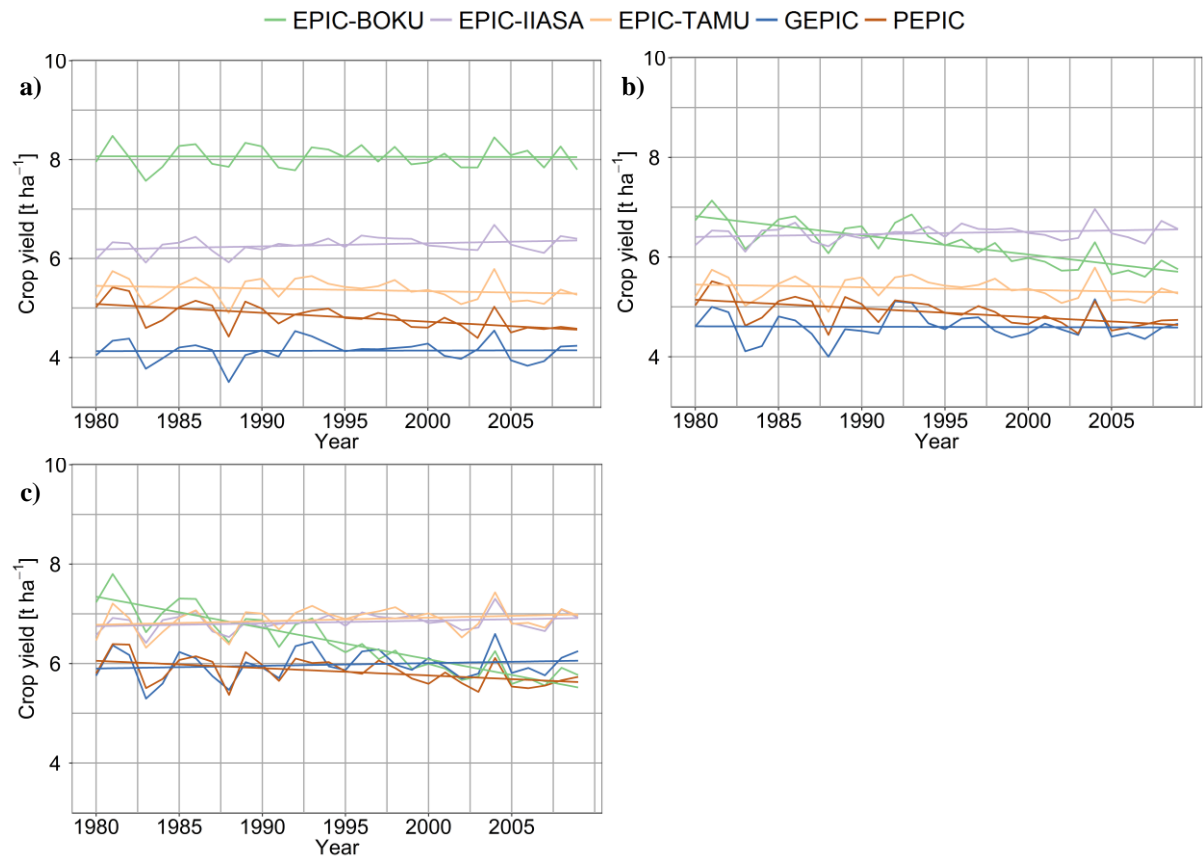 EPIC-BOKU EPIC-IIASA EPIC-TAMU GEPIC PEPIC
a)
10
8
6
4
Crop yield [t ha⁻¹]
1980 1985 1990 1995 2000 2005
Year
b)
10
8
6
4
Crop yield [t ha⁻¹]
1980 1985 1990 1995 2000 2005
Year
c)
10
8
6
4
Crop yield [t ha⁻¹]
1980 1985 1990 1995 2000 2005
Year